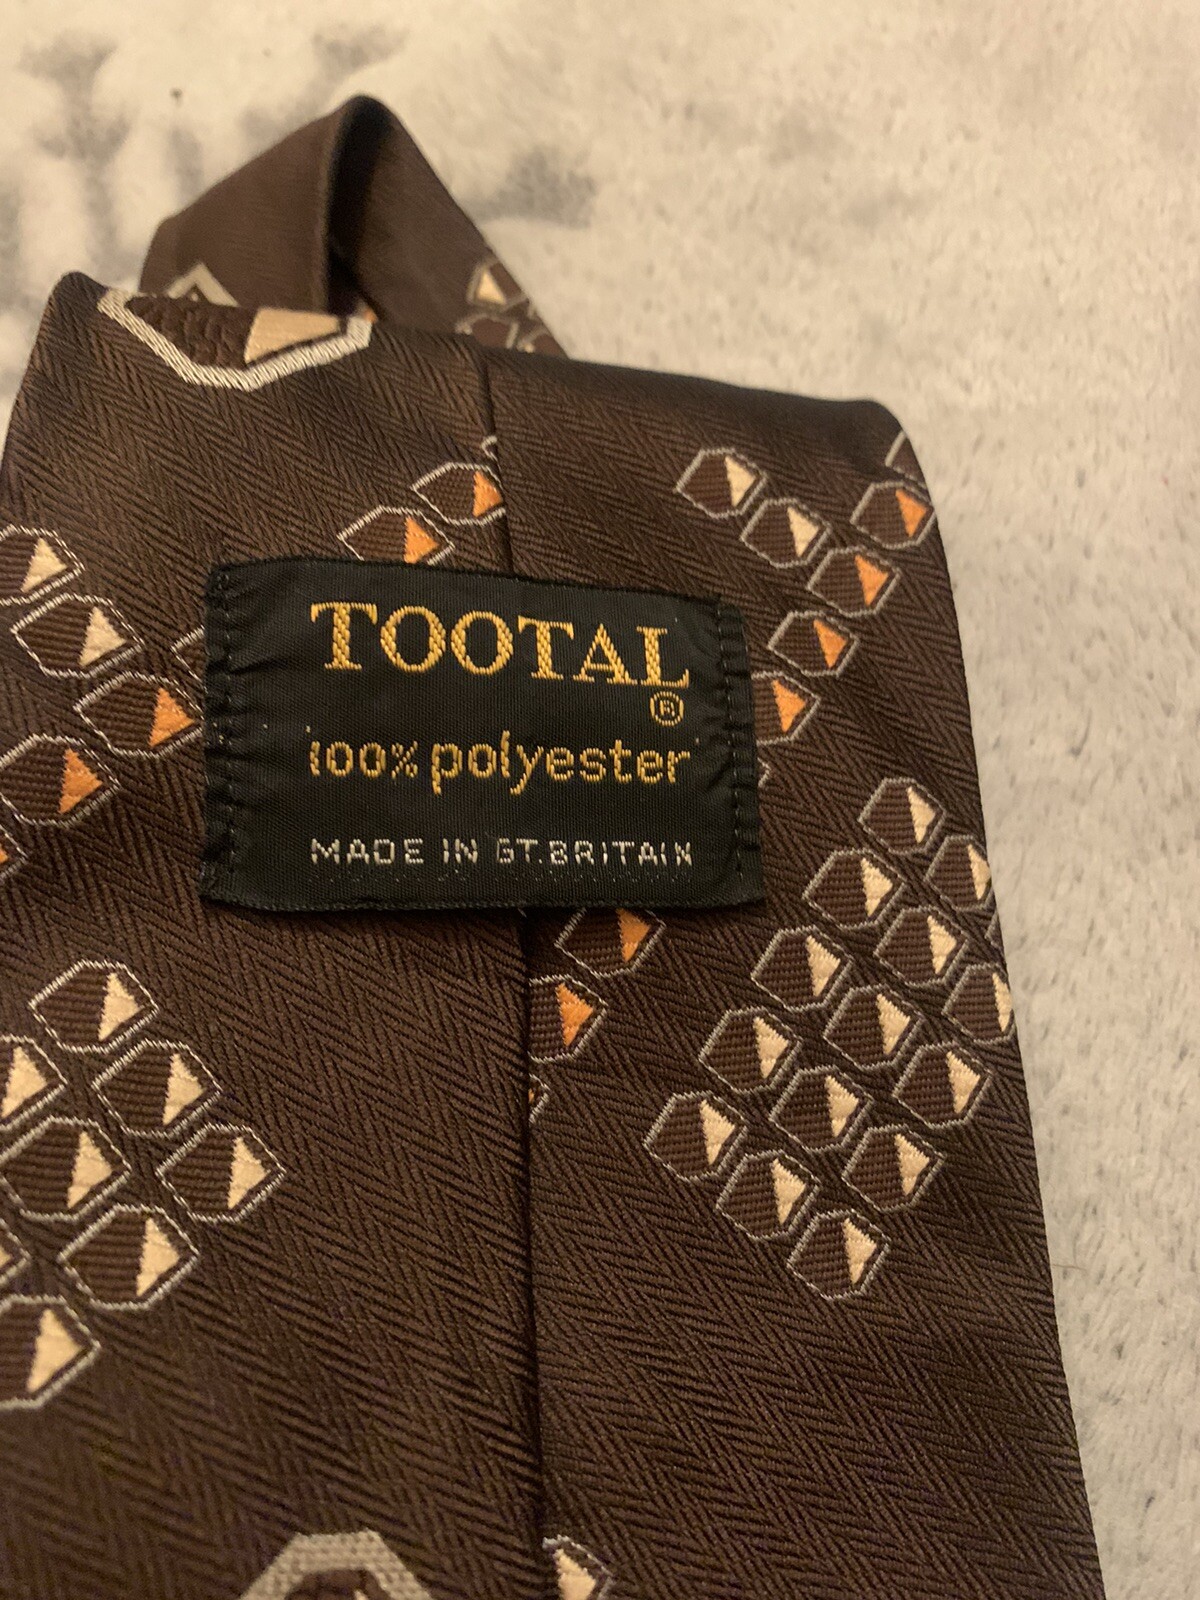 TOOTAL
®
100% polyester
MADE IN GT.BRITAIN